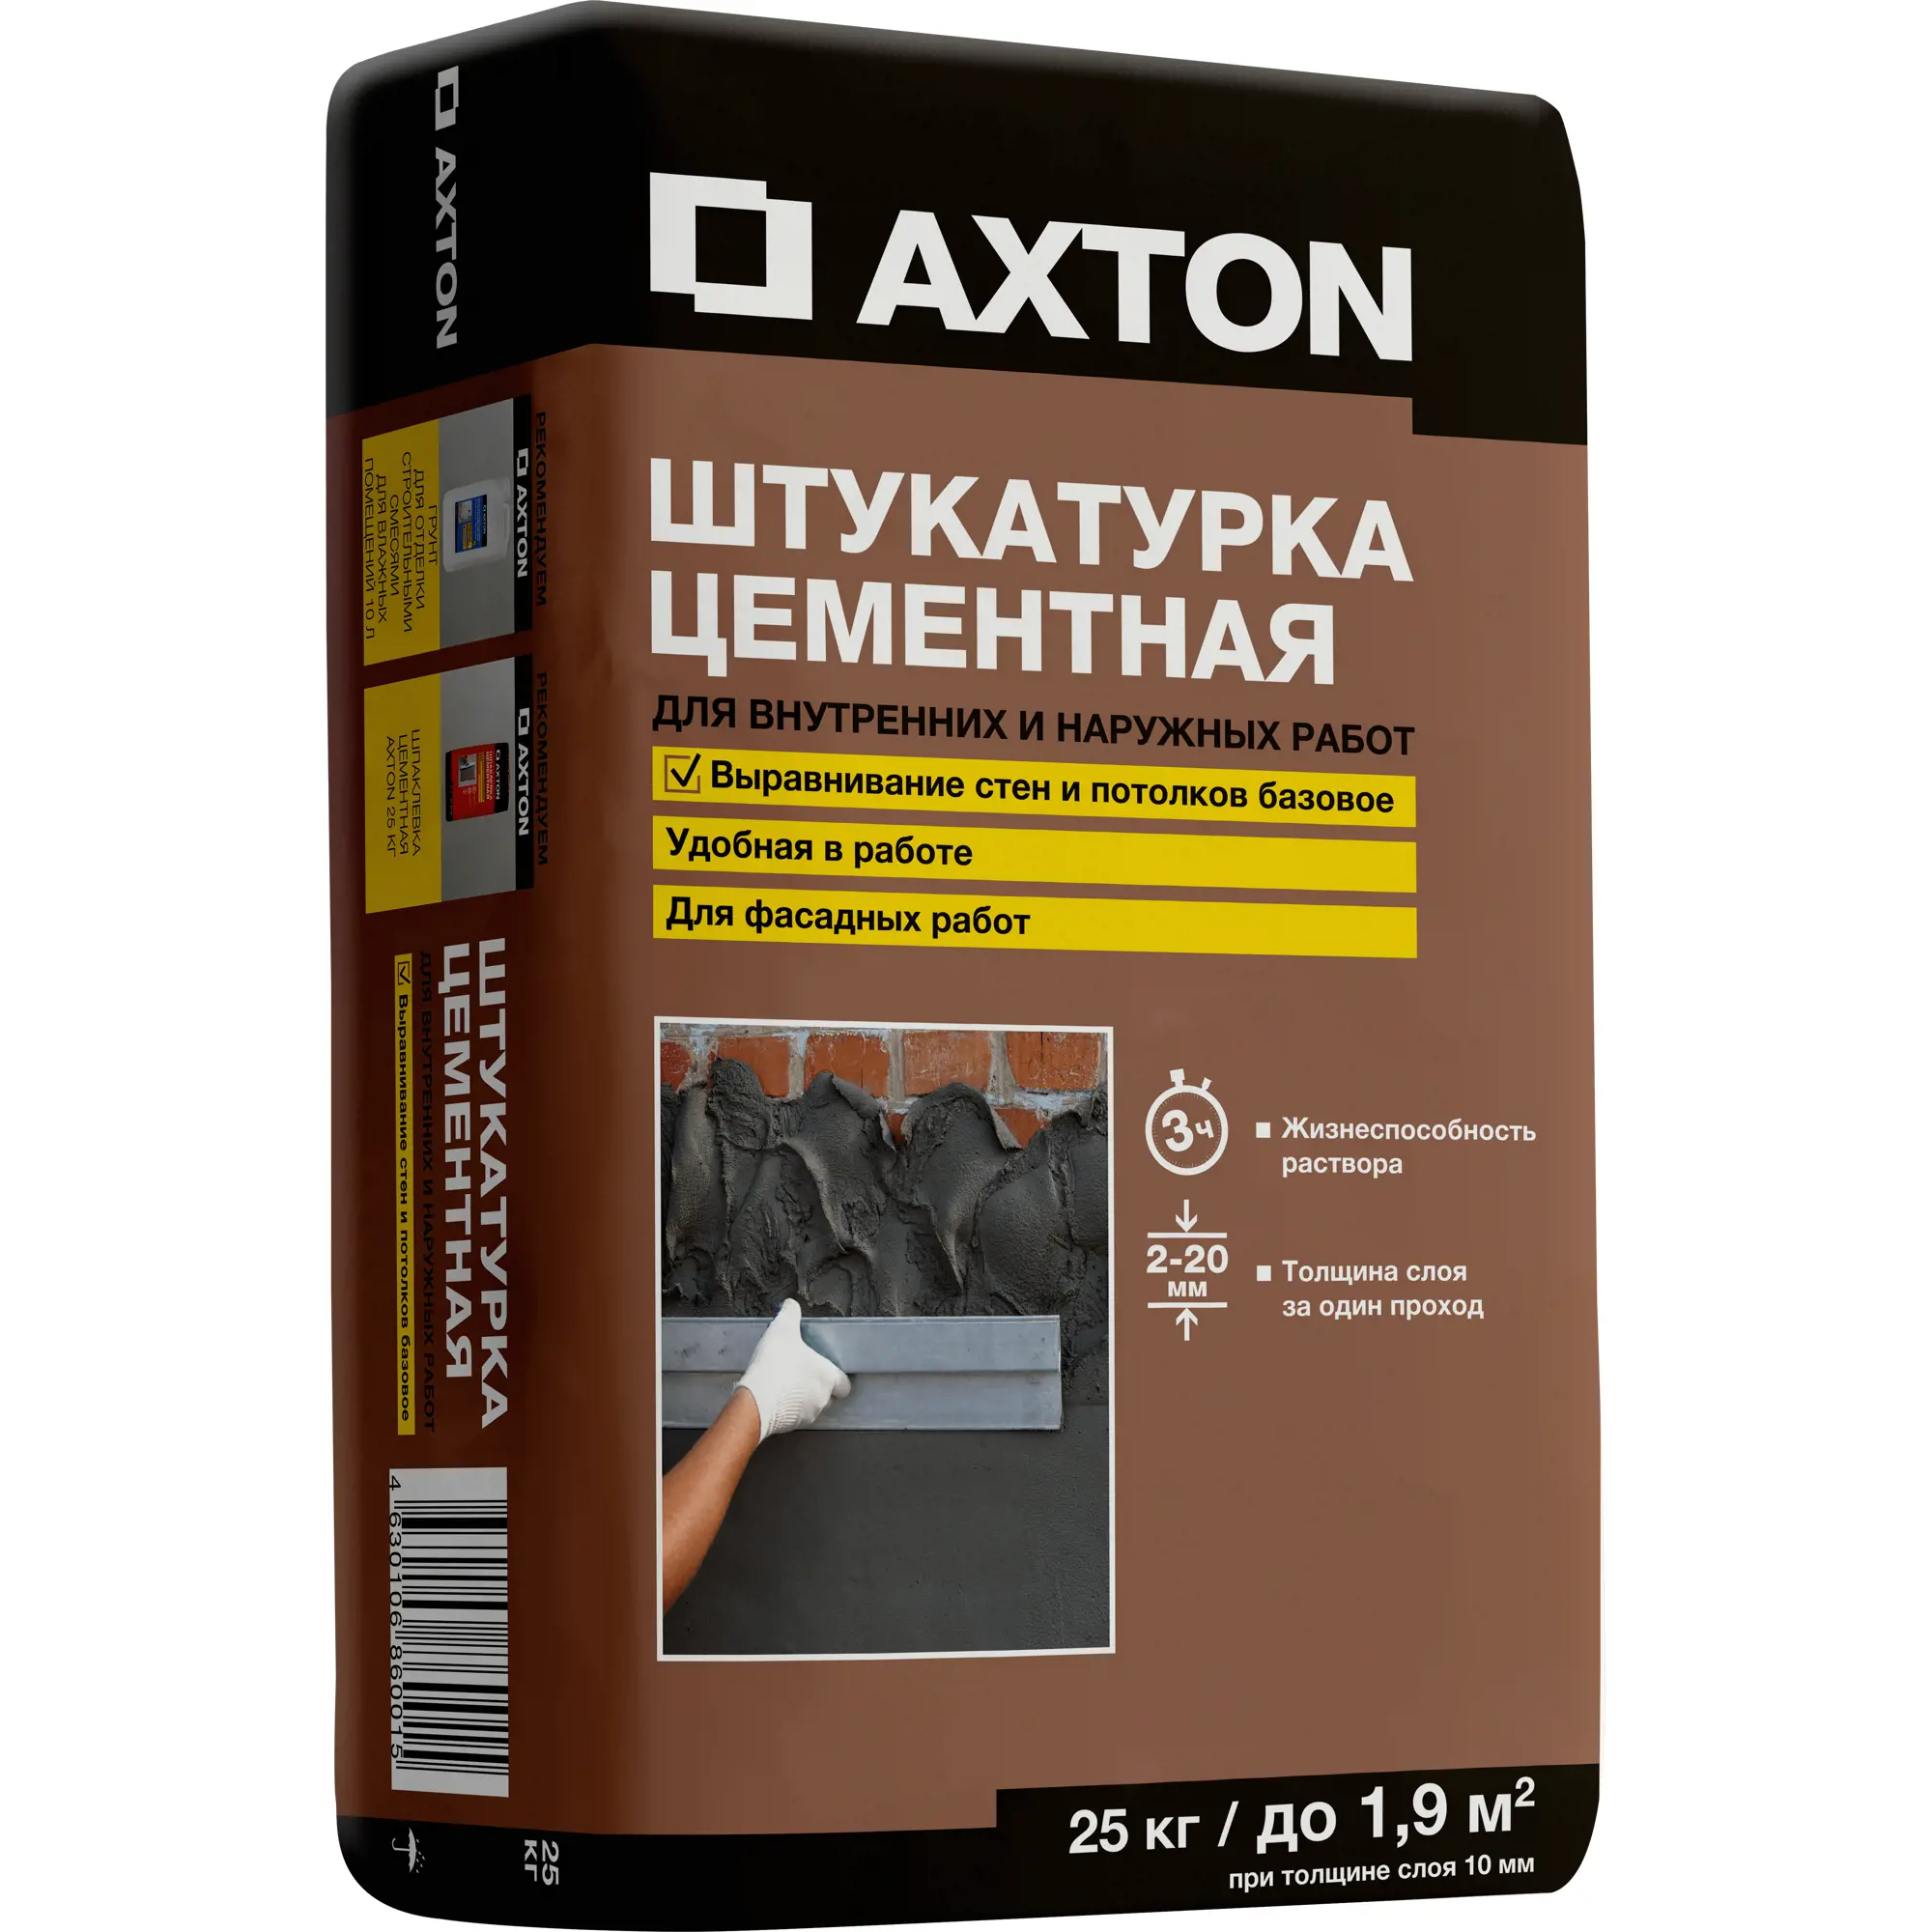 AXTON
ШТУКАТУРКА
ЦЕМЕНТНАЯ
ДЛЯ ВНУТРЕННИХ И НАРУЖНЫХ РАБОТ
Выравнивание стен и потолков базовое
Удобная в работе
Для фасадных работ
3ч
Жизнеспособность
раствора
2-20
мм
Толщина слоя
за один проход
25 кг / до 1,9 м²
при толщине слоя 10 мм
AXTON
РЕКОМЕНДУЕМ
AXTON
ГРУНТ
ДЛЯ ОТДЕЛКИ
СТРОИТЕЛЬНЫМИ
СМЕСЯМИ
ДЛЯ ВЛАЖНЫХ
ПОМЕЩЕНИЙ 10 Л
РЕКОМЕНДУЕМ
AXTON
ШПАКЛЕВКА
ЦЕМЕНТНАЯ
AXTON 25 КГ
ШТУКАТУРКА
ЦЕМЕНТНАЯ
ДЛЯ ВНУТРЕННИХ И НАРУЖНЫХ РАБОТ
Выравнивание стен и потолков базовое
4 630106 860015
25
КГ